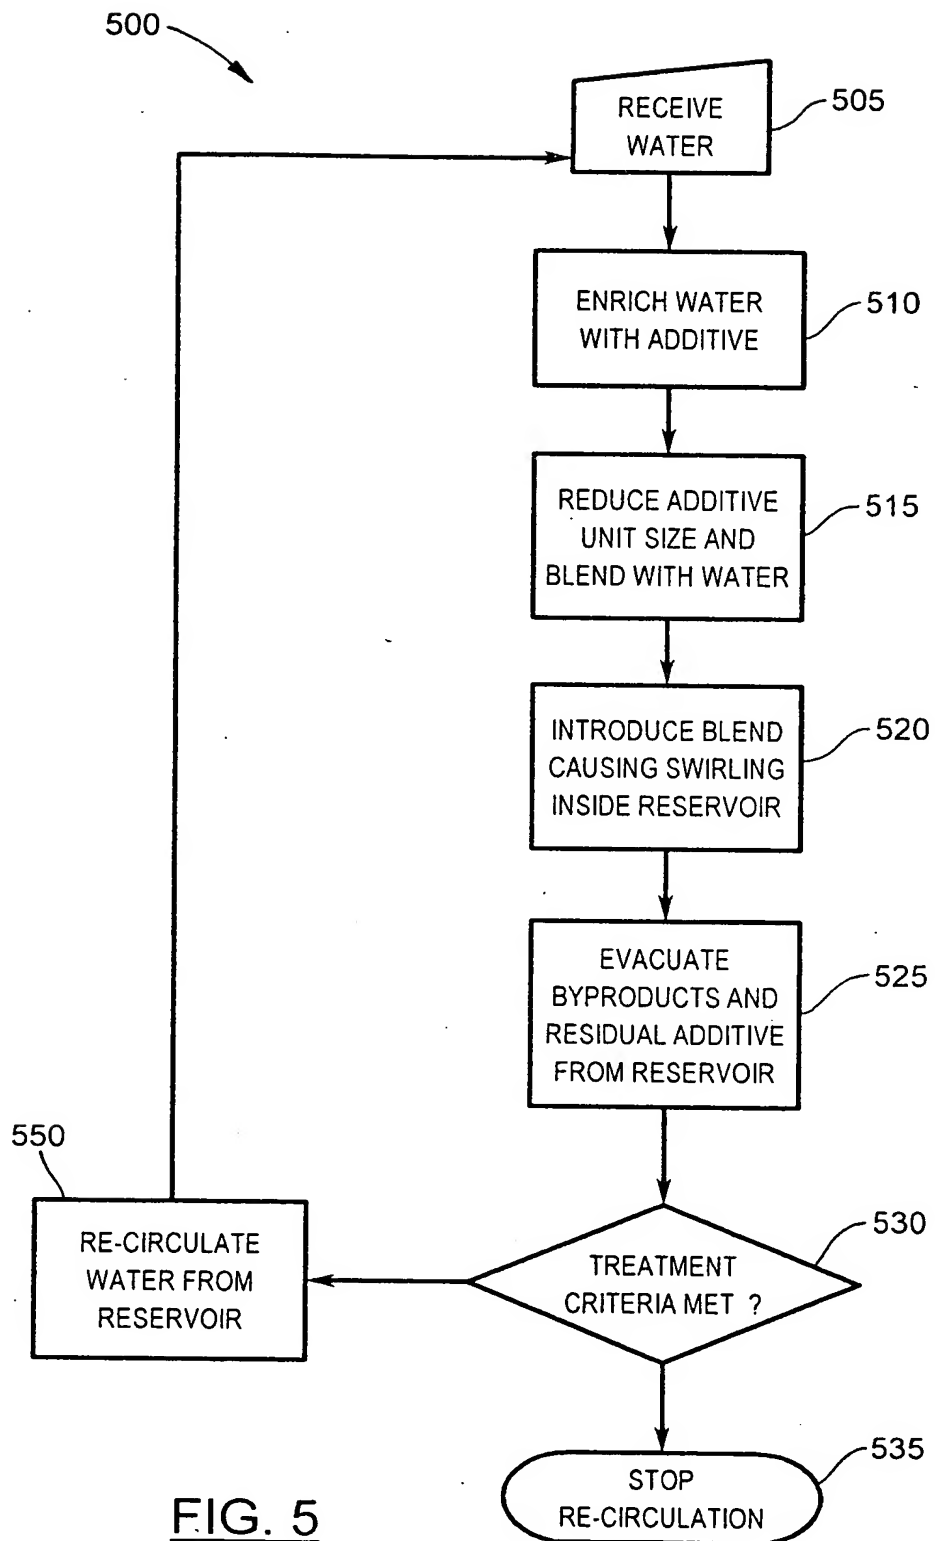 500
RECEIVE
WATER
505
ENRICH WATER
WITH ADDITIVE
510
REDUCE ADDITIVE
UNIT SIZE AND
BLEND WITH WATER
515
INTRODUCE BLEND
CAUSING SWIRLING
INSIDE RESERVOIR
520
EVACUATE
BYPRODUCTS AND
RESIDUAL ADDITIVE
FROM RESERVOIR
525
550
RE-CIRCULATE
WATER FROM
RESERVOIR
TREATMENT
CRITERIA MET ?
530
STOP
RE-CIRCULATION
535
FIG. 5